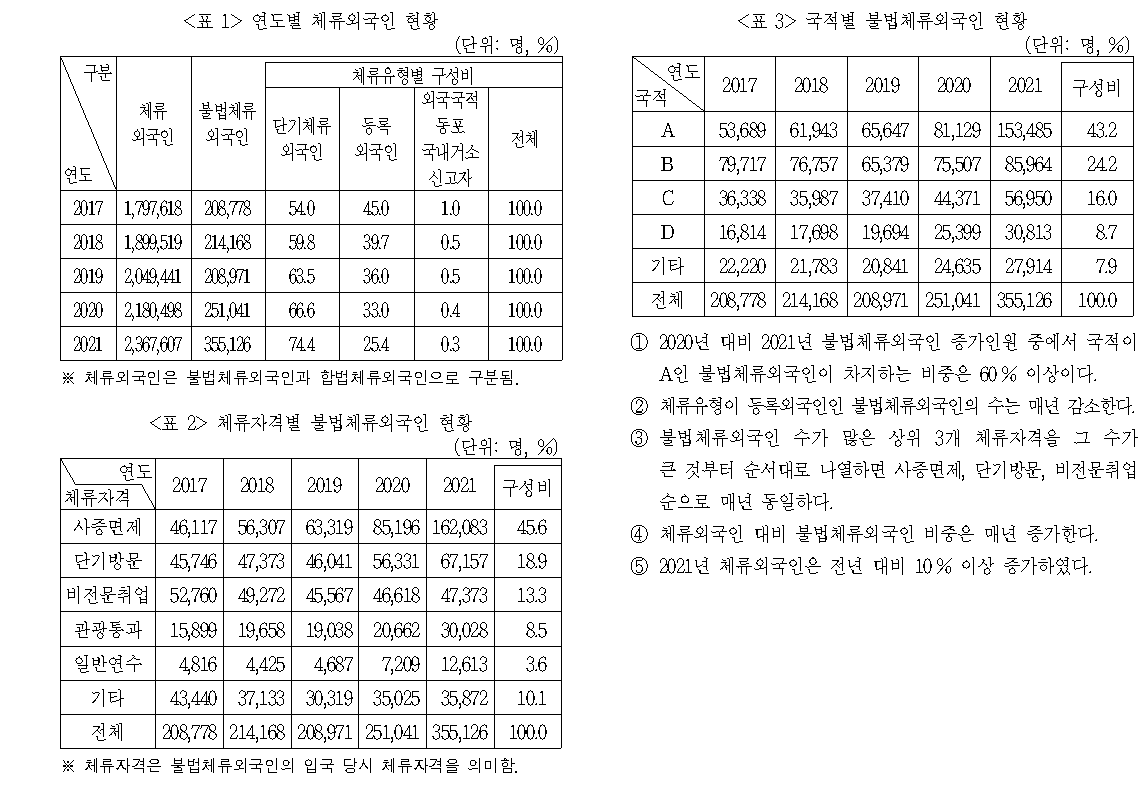 <표 1> 연도별 체류외국인 현황
(단위: 명, %)
구분 연도 체류 외국인 불법체류 외국인 체류유형별 구성비
단기체류 외국인 등록 외국인 외국국적 동포 국내거소 신고자 전체
2017 1,797,618 208,778 54.0 45.0 1.0 100.0
2018 1,899,519 214,168 59.8 39.7 0.5 100.0
2019 2,049,441 208,971 63.5 36.0 0.5 100.0
2020 2,180,498 251,041 66.6 33.0 0.4 100.0
2021 2,367,607 355,126 74.4 25.4 0.3 100.0
※ 체류외국인은 불법체류외국인과 합법체류외국인으로 구분됨.
<표 2> 체류자격별 불법체류외국인 현황
(단위: 명, %)
연도 체류자격 2017 2018 2019 2020 2021 구성비
사증면제 46,117 56,307 63,319 85,196 162,083 45.6
단기방문 45,746 47,373 46,041 56,331 67,157 18.9
비전문취업 52,760 49,272 45,567 46,618 47,373 13.3
관광통과 15,899 19,658 19,038 20,662 30,028 8.5
일반연수 4,816 4,425 4,687 7,209 12,613 3.6
기타 43,440 37,133 30,319 35,025 35,872 10.1
전체 208,778 214,168 208,971 251,041 355,126 100.0
※ 체류자격은 불법체류외국인의 입국 당시 체류자격을 의미함.
<표 3> 국적별 불법체류외국인 현황
(단위: 명, %)
연도 국적 2017 2018 2019 2020 2021 구성비
A 53,689 61,943 65,647 81,129 153,485 43.2
B 79,717 76,757 65,379 75,507 85,964 24.2
C 36,338 35,987 37,410 44,371 56,950 16.0
D 16,814 17,698 19,694 25,399 30,813 8.7
기타 22,220 21,783 20,841 24,635 27,914 7.9
전체 208,778 214,168 208,971 251,041 355,126 100.0
① 2020년 대비 2021년 불법체류외국인 증가인원 중에서 국적이
A인 불법체류외국인이 차지하는 비중은 60% 이상이다.
② 체류유형이 등록외국인인 불법체류외국인의 수는 매년 감소한다.
③ 불법체류외국인 수가 많은 상위 3개 체류자격을 그 수가
큰 것부터 순서대로 나열하면 사증면제, 단기방문, 비전문취업
순으로 매년 동일하다.
④ 체류외국인 대비 불법체류외국인 비중은 매년 증가한다.
⑤ 2021년 체류외국인은 전년 대비 10% 이상 증가하였다.